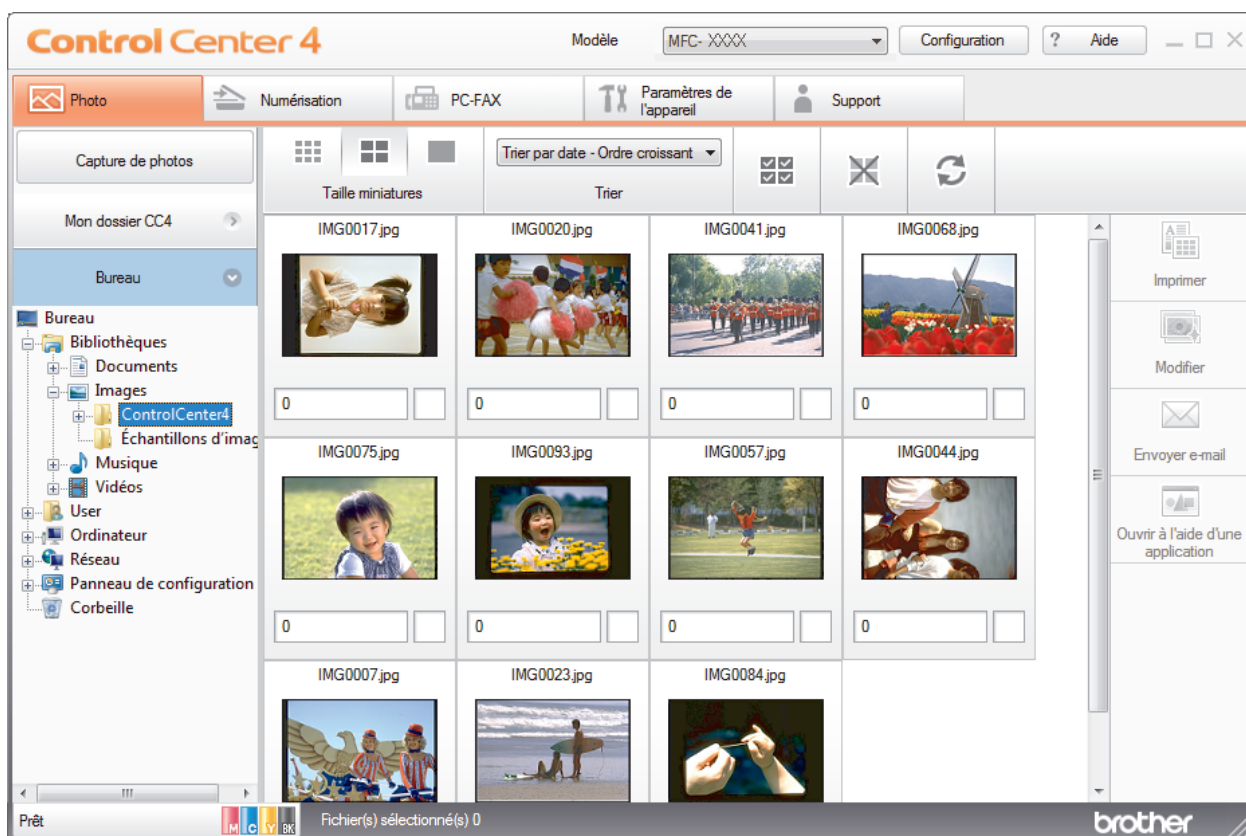 ControlCenter 4
Modèle
MFC- XXXX
Configuration
? Aide
Photo
Numérisation
PC-FAX
Paramètres de
l'appareil
Support
Capture de photos
Mon dossier CC4
Bureau
Taille miniatures
Trier par date - Ordre croissant
Trier
Bureau
Bibliothèques
Documents
Images
ControlCenter4
Échantillons d'imag
Musique
Vidéos
User
Ordinateur
Réseau
Panneau de configuration
Corbeille
IMG0017.jpg
IMG0020.jpg
IMG0041.jpg
IMG0068.jpg
0
0
0
0
IMG0075.jpg
IMG0093.jpg
IMG0057.jpg
IMG0044.jpg
0
0
0
0
IMG0007.jpg
IMG0023.jpg
IMG0084.jpg
Imprimer
Modifier
Envoyer e-mail
Ouvrir à l'aide d'une
application
Prêt
M C Y BK
Fichier(s) sélectionné(s) 0
brother